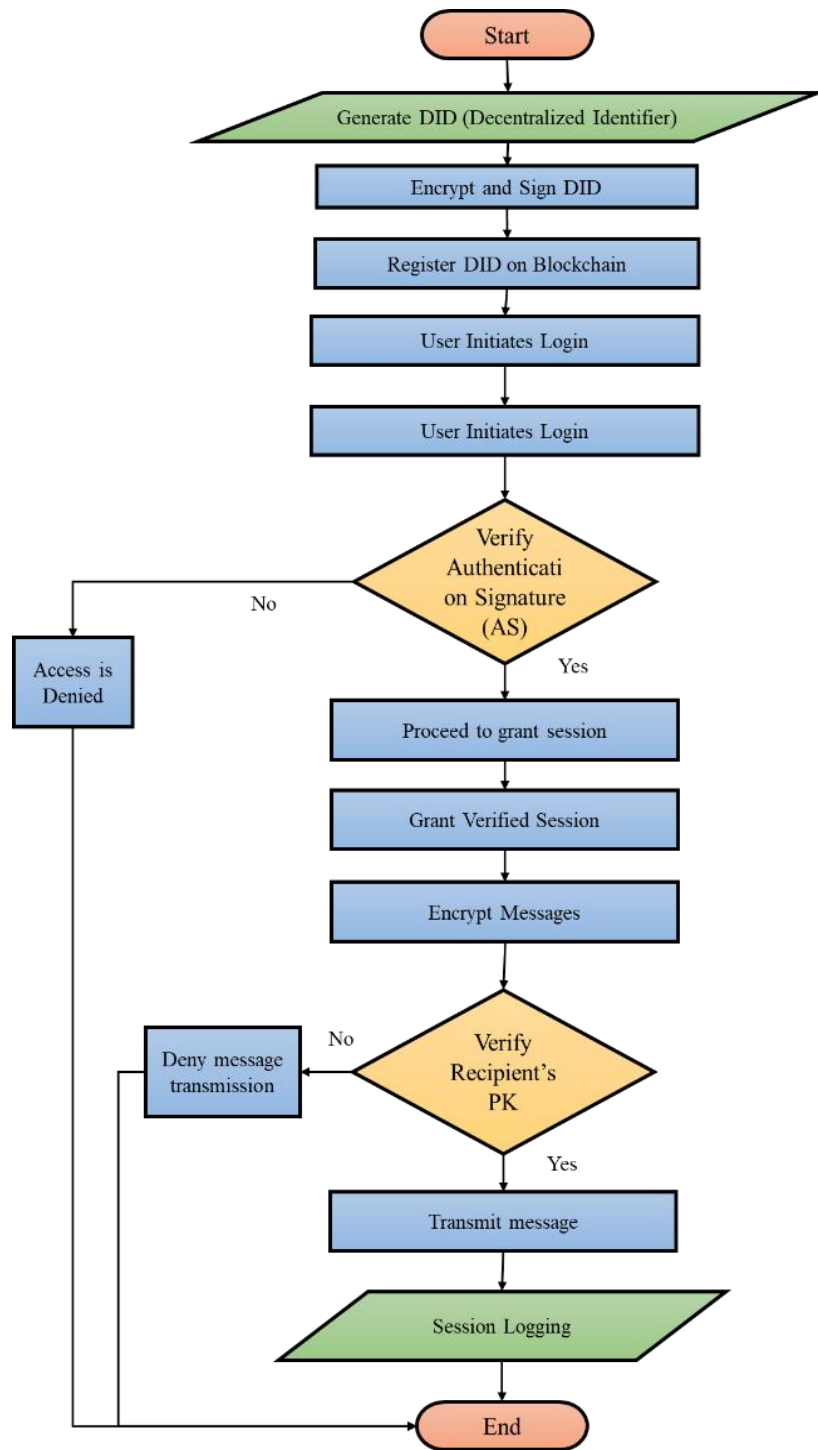 Start
Generate DID (Decentralized Identifier)
Encrypt and Sign DID
Register DID on Blockchain
User Initiates Login
User Initiates Login
Verify
Authenticati
on Signature
(AS)
No
Yes
Access is
Denied
Proceed to grant session
Grant Verified Session
Encrypt Messages
Verify
Recipient’s
PK
No
Deny message
transmission
Yes
Transmit message
Session Logging
End